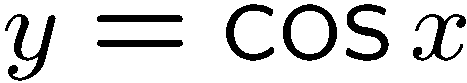 y = cos x